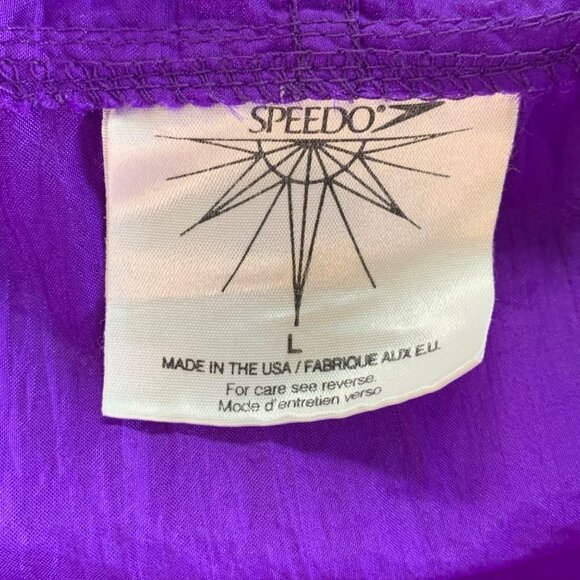 SPEEDO®
L
MADE IN THE USA / FABRIQUE AUX E.U.
For care see reverse.
Mode d'entretien verso